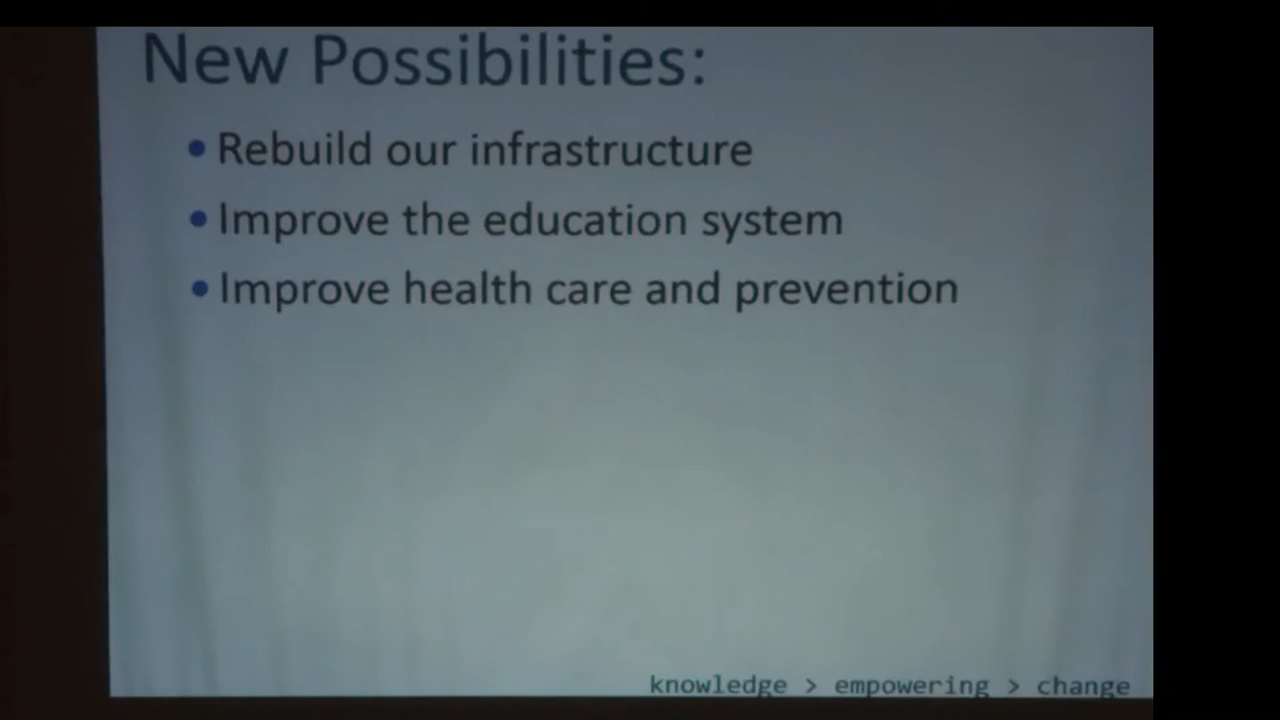 New Possibilities:
• Rebuild our infrastructure
• Improve the education system
• Improve health care and prevention
knowledge > empowering > change